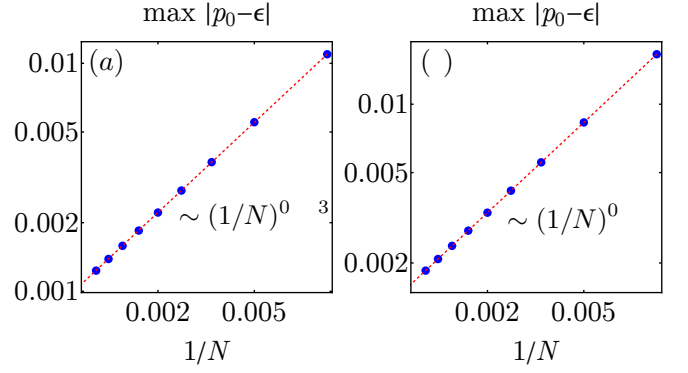 max |p₀–ϵ| max |p₀–ϵ|
0.01 (a) ( ) 0.01
0.005 0.005
0.002 ∼ (1/N)⁰ ³ 0.002 ∼ (1/N)⁰
0.001
0.002 0.005 0.002 0.005
1/N 1/N